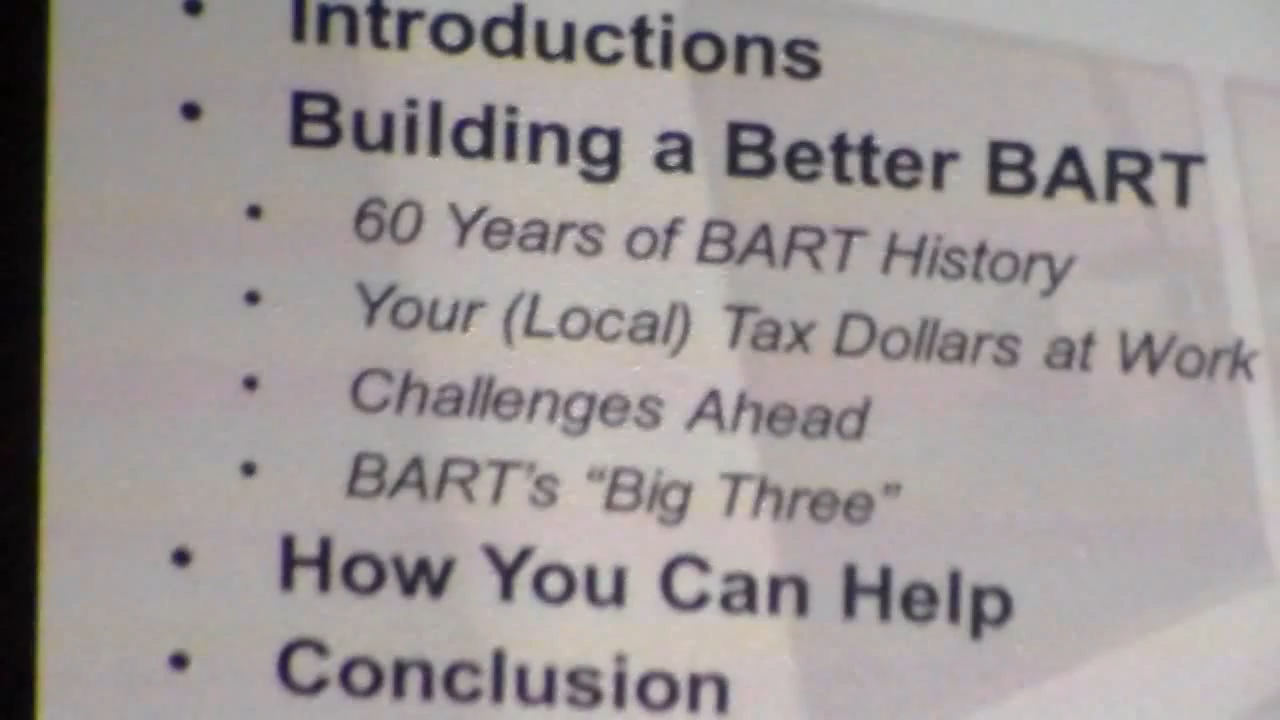 • Introductions
• Building a Better BART
• 60 Years of BART History
• Your (Local) Tax Dollars at Work
• Challenges Ahead
• BART's “Big Three”
• How You Can Help
• Conclusion